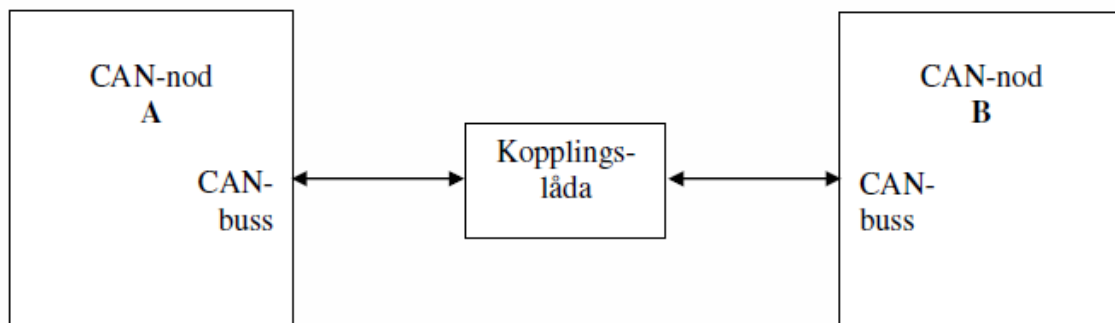 CAN-nod
A
CAN-
buss
Kopplings-
låda
CAN-nod
B
CAN-
buss